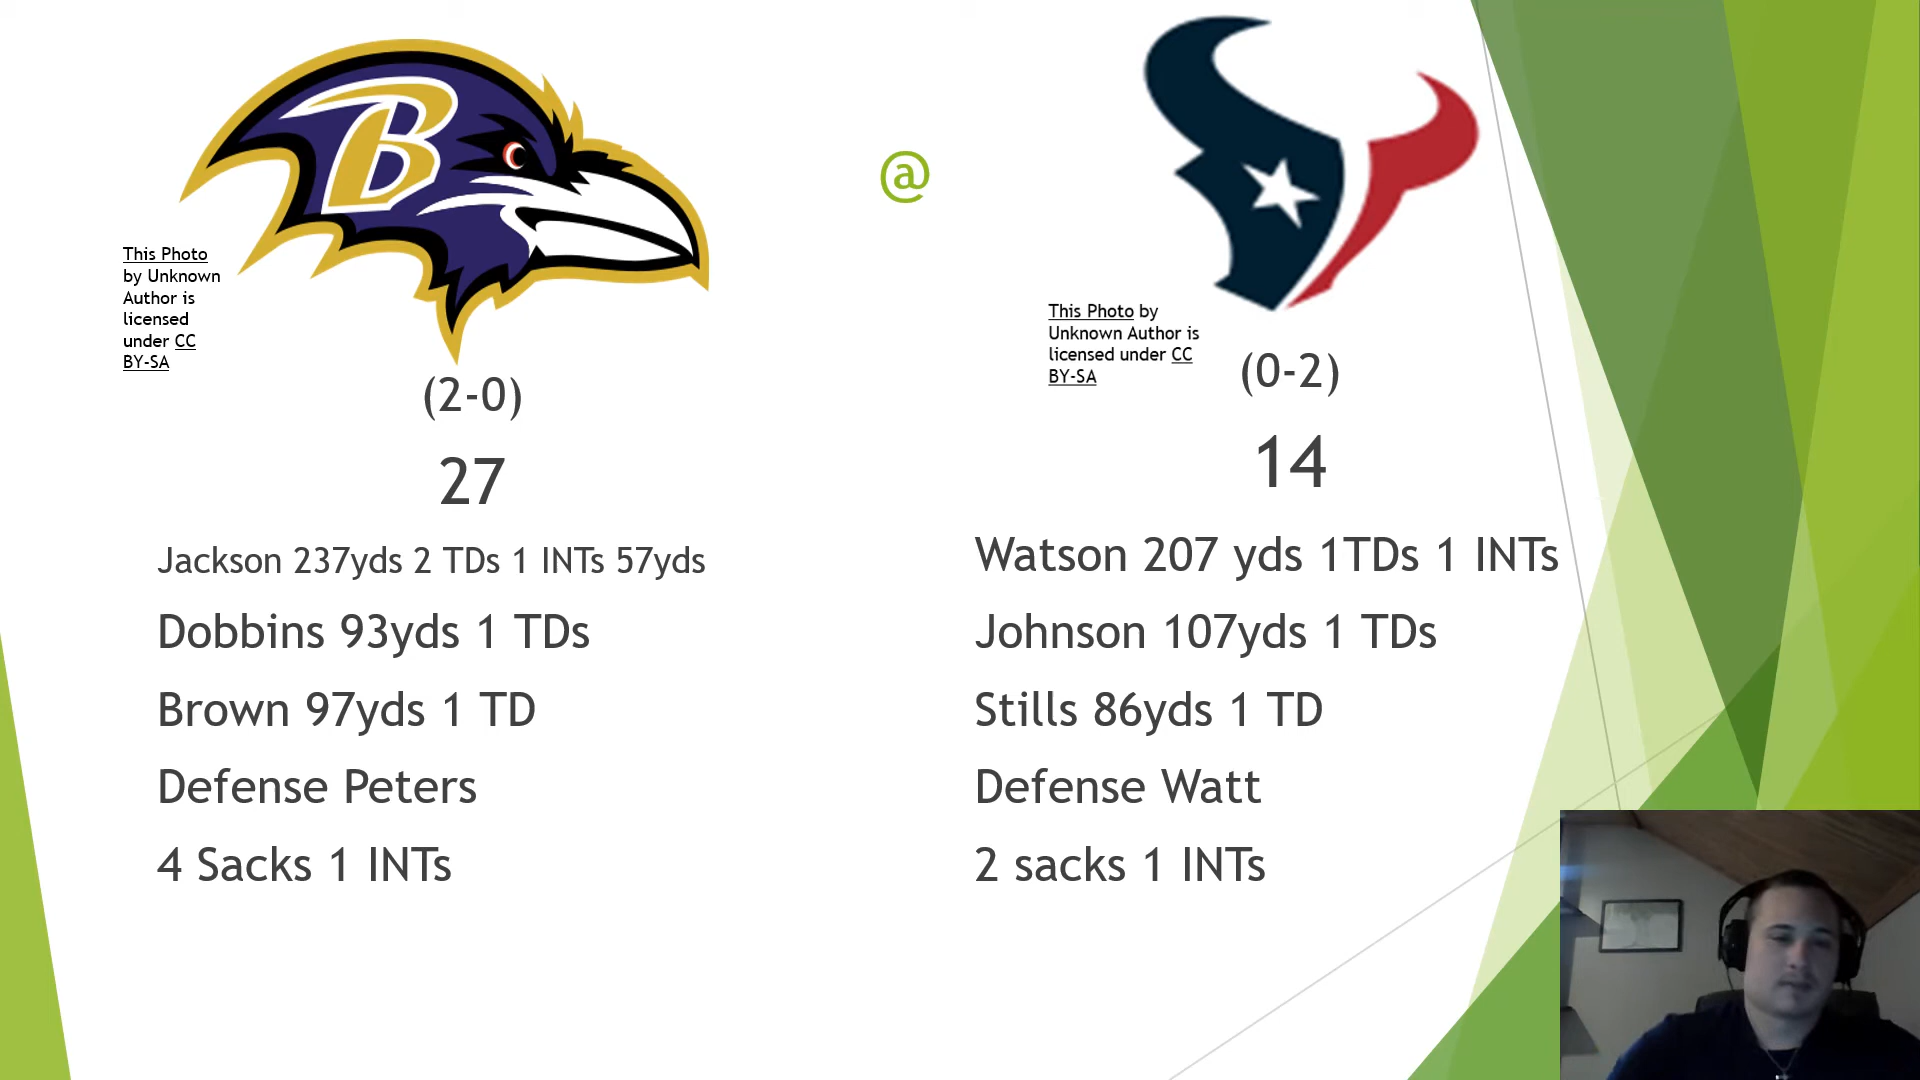 B
@
This Photo
by Unknown
Author is
licensed
under CC
BY-SA
This Photo by
Unknown Author is
licensed under CC
BY-SA
(2-0)
27
Jackson 237yds 2 TDs 1 INTs 57yds
Dobbins 93yds 1 TDs
Brown 97yds 1 TD
Defense Peters
4 Sacks 1 INTs
(0-2)
14
Watson 207 yds 1TDs 1 INTs
Johnson 107yds 1 TDs
Stills 86yds 1 TD
Defense Watt
2 sacks 1 INTs